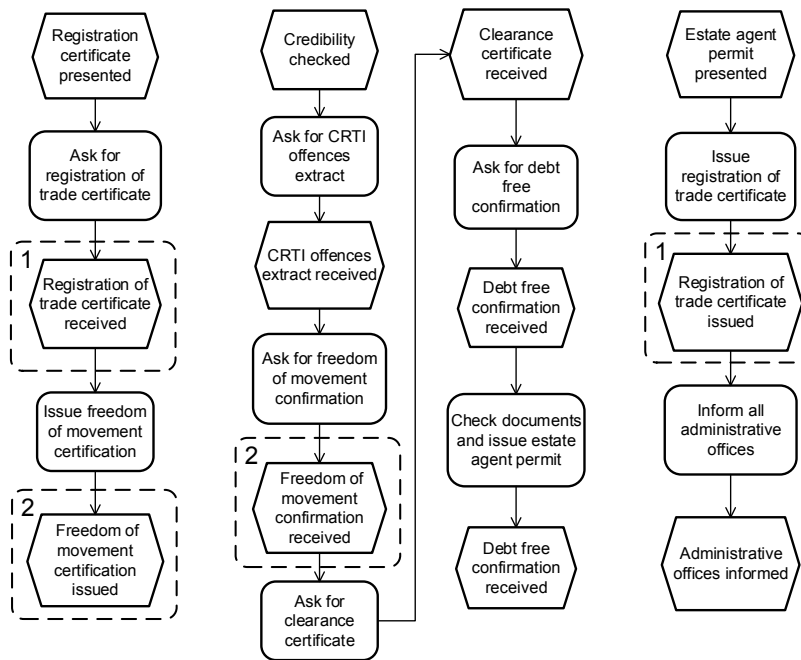 Registration
certificate
presented
Ask for
registration of
trade certificate
1
Registration of
trade certificate
received
Issue freedom
of movement
certification
2
Freedom of
movement
certification
issued
Credibility
checked
Ask for CRTI
offences
extract
CRTI offences
extract received
Ask for freedom
of movement
confirmation
2
Freedom of
movement
confirmation
received
Ask for
clearance
certificate
Clearance
certificate
received
Ask for debt
free
confirmation
Debt free
confirmation
received
Check documents
and issue estate
agent permit
Debt free
confirmation
received
Estate agent
permit
presented
Issue
registration of
trade certificate
1
Registration of
trade certificate
issued
Inform all
administrative
offices
Administrative
offices informed